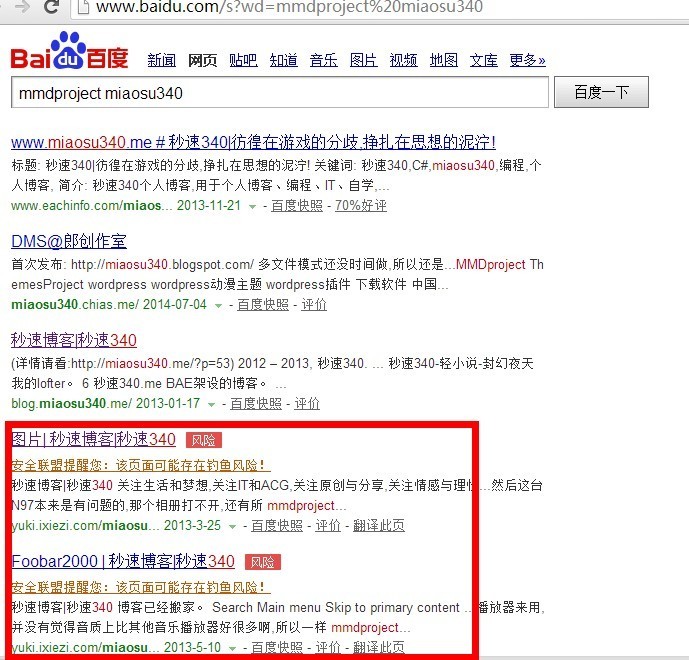 www.baidu.com/s?wd=mmdproject%20miaosu340
Bai du 百度 新闻 网页 贴吧 知道 音乐 图片 视频 地图 文库 更多»
mmdproject miaosu340 百度一下
www.miaosu340.me # 秒速340|彷徨在游戏的分歧,挣扎在思想的泥泞!
标题: 秒速340|彷徨在游戏的分歧,挣扎在思想的泥泞! 关键词: 秒速340,C#,miaosu340,编程,个
人博客, 简介: 秒速340个人博客,用于个人博客、编程、IT、自学,...
www.eachinfo.com/miaos... 2013-11-21 - 百度快照 - 70%好评
DMS@郎创作室
首次发布: http://miaosu340.blogspot.com/ 多文件模式还没时间做,所以还是...MMDproject Th
emesProject wordpress wordpress动漫主题 wordpress插件 下载软件 中国...
miaosu340.chias.me/ 2014-07-04 - 百度快照 - 评价
秒速博客|秒速340
(详情请看:http://miaosu340.me/?p=53) 2012 – 2013, 秒速340. ... 秒速340-轻小说-封幻夜天
我的lofter。 6 秒速340.me BAE架设的博客。 ...
blog.miaosu340.me/ 2013-01-17 - 百度快照 - 评价
图片| 秒速博客|秒速340 风险
安全联盟提醒您：该页面可能存在钓鱼风险！
秒速博客|秒速340 关注生活和梦想,关注IT和ACG,关注原创与分享,关注情感与理性...然后这台
N97本来是有问题的,那个相册打不开,还有所 mmdproject...
yuki.ixiezi.com/miaosu... 2013-3-25 - 百度快照 - 评价 - 翻译此页
Foobar2000 | 秒速博客|秒速340 风险
安全联盟提醒您：该页面可能存在钓鱼风险！
秒速博客|秒速340 博客已经搬家。 Search Main menu Skip to primary content ...播放器来用,
并没有觉得音质上比其他音乐播放器好很多啊,所以一样 mmdproject...
yuki.ixiezi.com/miaosu... 2013-5-10 - 百度快照 - 评价 - 翻译此页